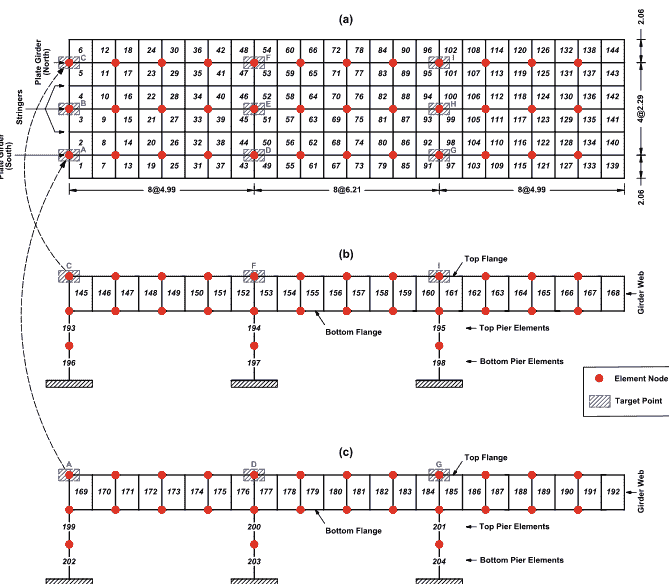 (a)
2.06
Plate Girder
(North)
6 12 18 24 30 36 42 48 54 60 66 72 78 84 90 96 102 108 114 120 126 132 138 144
C F I
5 11 17 23 29 35 41 47 53 59 65 71 77 83 89 95 101 107 113 119 125 131 137 143
Stringers
4 10 16 22 28 34 40 46 52 58 64 70 76 82 88 94 100 106 112 118 124 130 136 142
B E H
4@2.29
3 9 15 21 27 33 39 45 51 57 63 69 75 81 87 93 99 105 111 117 123 129 135 141
2 8 14 20 26 32 38 44 50 56 62 68 74 80 86 92 98 104 110 116 122 128 134 140
A D G
Plate Girder
(South)
1 7 13 19 25 31 37 43 49 55 61 67 73 79 85 91 97 103 109 115 121 127 133 139
2.06
8@4.99 8@6.21 8@4.99
(b)
C F I Top Flange
145 146 147 148 149 150 151 152 153 154 155 156 157 158 159 160 161 162 163 164 165 166 167 168
Girder Web
193 194 Bottom Flange 195 Top Pier Elements
196 197 198 Bottom Pier Elements
Element Node
Target Point
(c)
A D G Top Flange
169 170 171 172 173 174 175 176 177 178 179 180 181 182 183 184 185 186 187 188 189 190 191 192
Girder Web
199 200 Bottom Flange 201 Top Pier Elements
202 203 204 Bottom Pier Elements